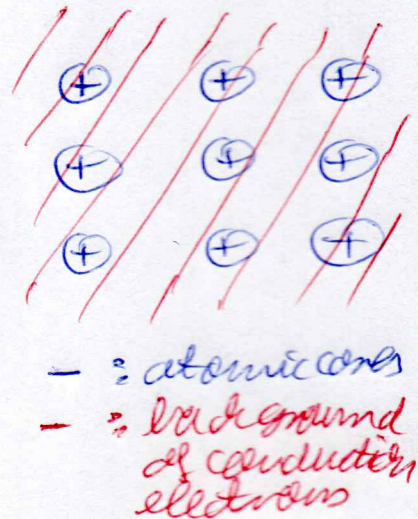 + + +
+ + +
+ + +
— : atomic cores
— : background
of conduction
electrons